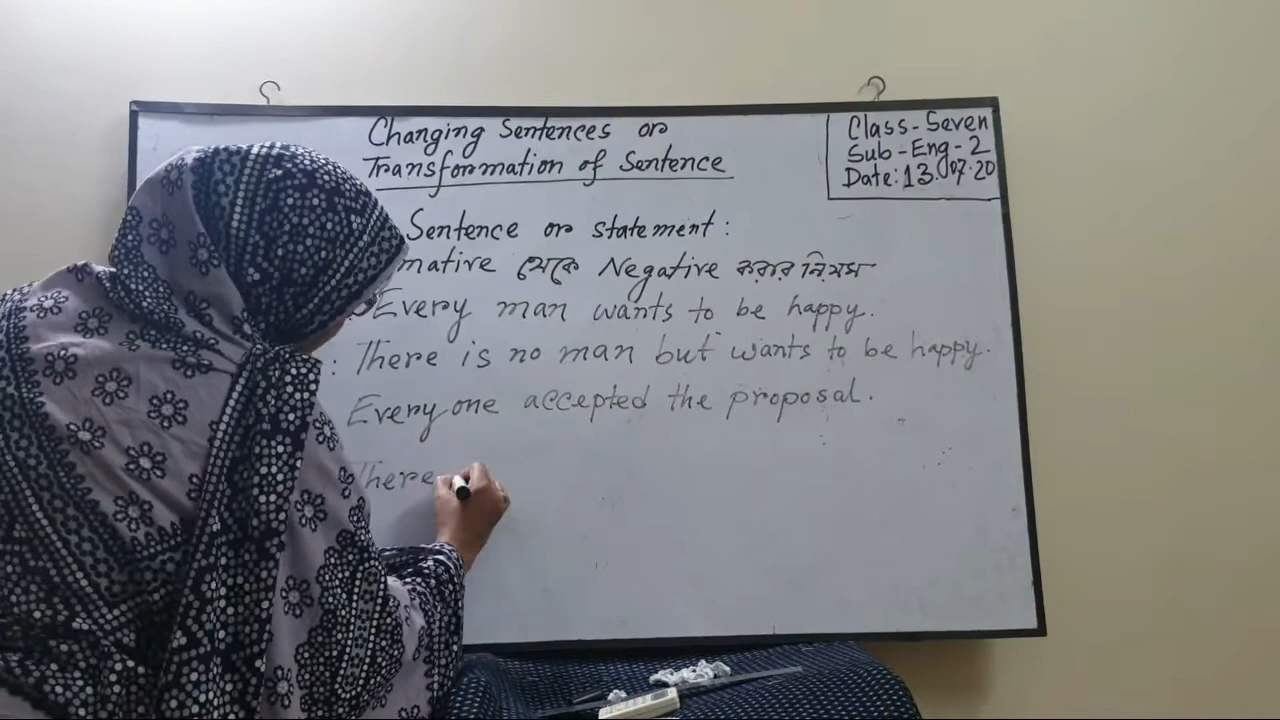 Changing Sentences or
Transformation of Sentence
Class-Seven
Sub-Eng-2
Date:13.07.20
Sentence or statement:
mative থেকে Negative করার নিয়ম
Every man wants to be happy.
: There is no man but wants to be happy.
Everyone accepted the proposal.
There